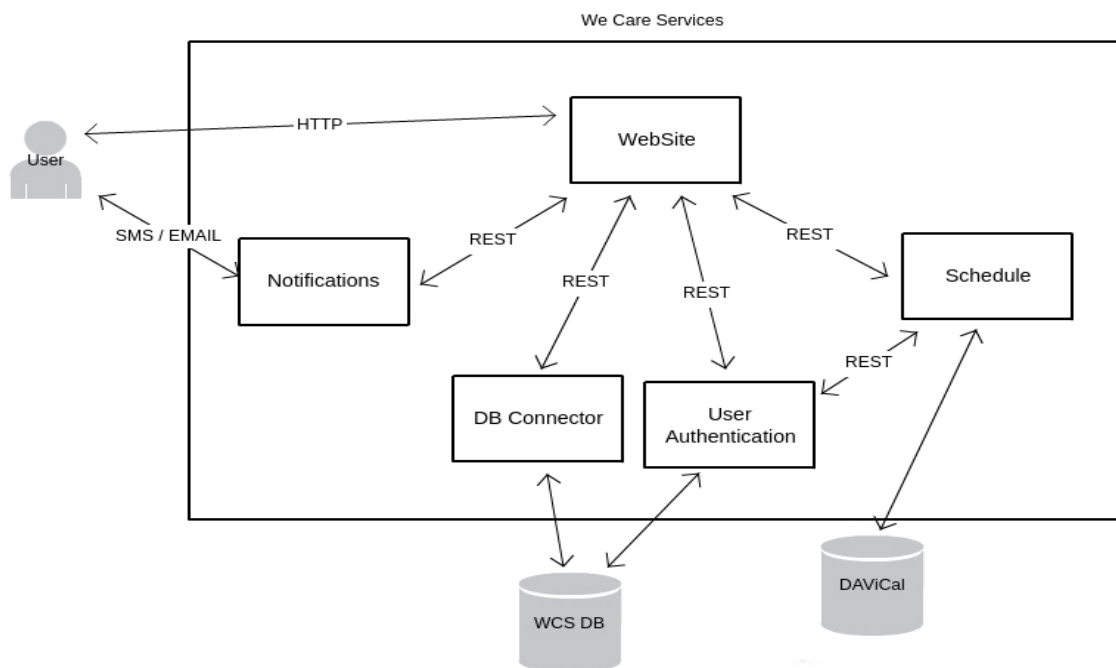 We Care Services
HTTP
WebSite
User
SMS / EMAIL
REST
REST
Notifications
REST
REST
Schedule
REST
DB Connector
User
Authentication
DAViCal
WCS DB